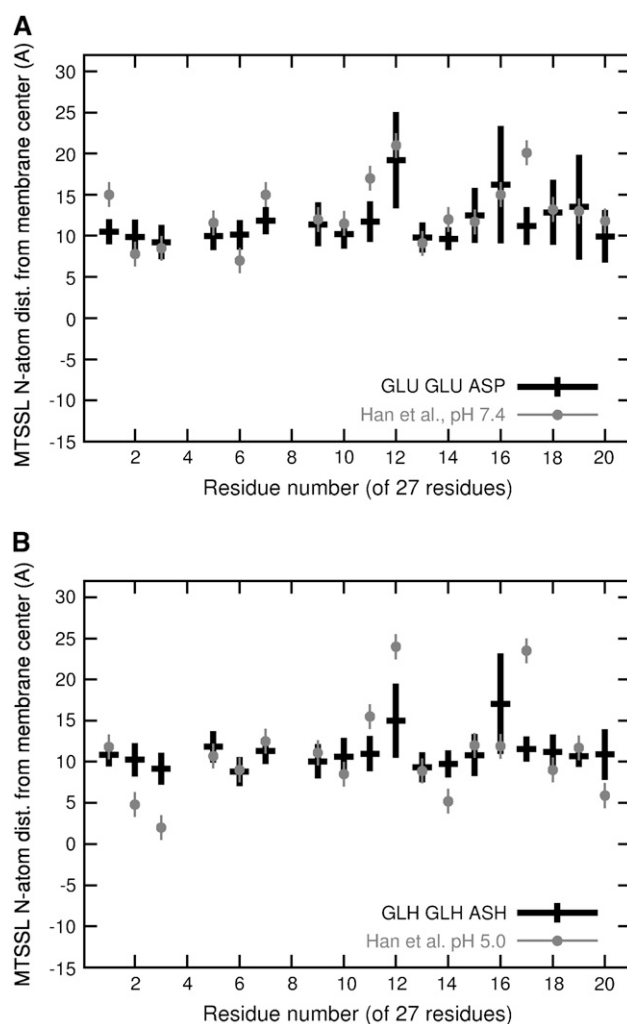 A
MTSSL N-atom dist. from membrane center (A)
30
25
20
15
10
5
0
-5
-10
-15
GLU GLU ASP
Han et al., pH 7.4
2 4 6 8 10 12 14 16 18 20
Residue number (of 27 residues)
B
MTSSL N-atom dist. from membrane center (A)
30
25
20
15
10
5
0
-5
-10
-15
GLH GLH ASH
Han et al. pH 5.0
2 4 6 8 10 12 14 16 18 20
Residue number (of 27 residues)